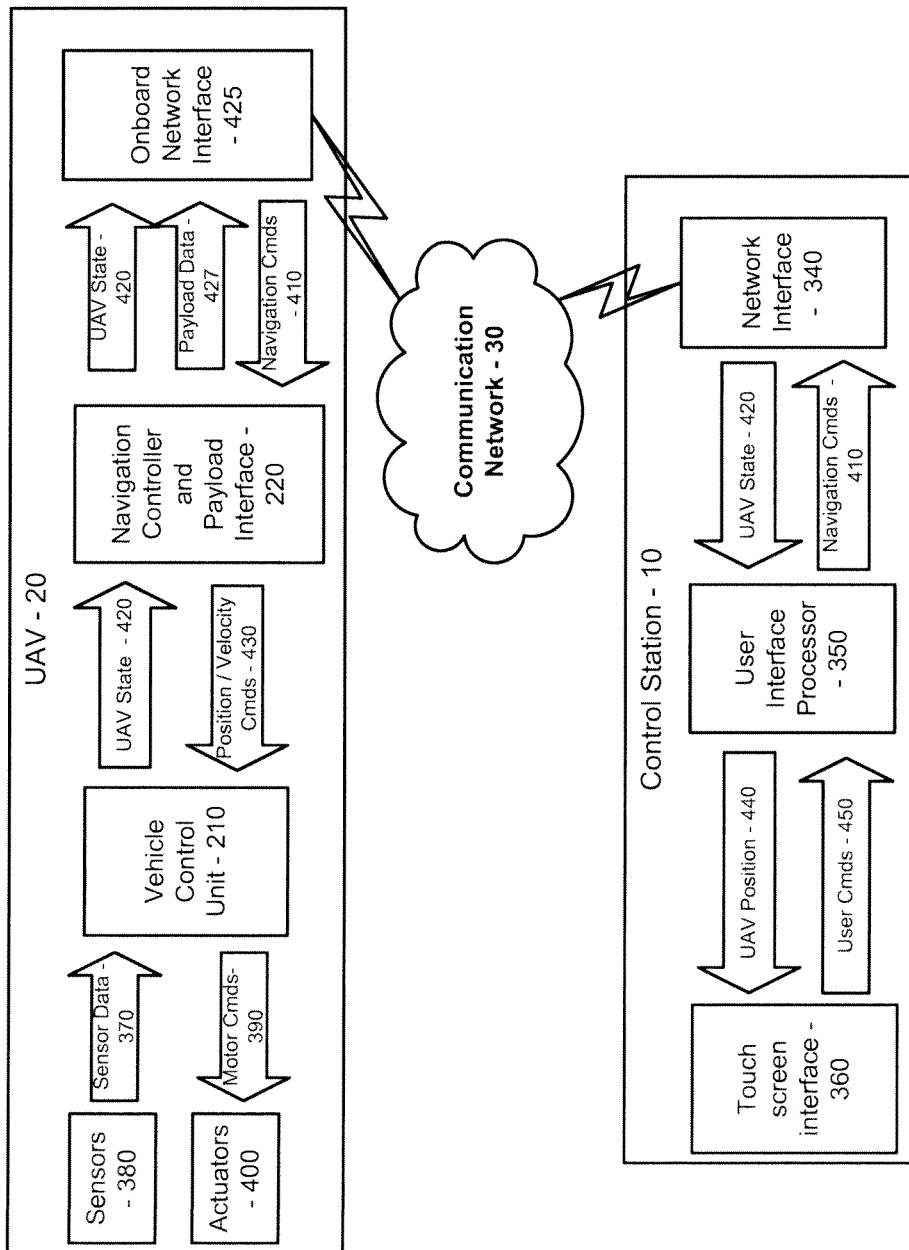 UAV - 20
Sensors
- 380
Actuators
- 400
Sensor Data -
370
Motor Cmds-
390
Vehicle
Control
Unit - 210
UAV State - 420
Position / Velocity
Cmds - 430
Navigation
Controller
and
Payload
Interface -
220
UAV State -
420
Payload Data -
427
Navigation Cmds
- 410
Onboard
Network
Interface
- 425
Communication
Network - 30
Control Station - 10
Touch
screen
interface-
360
UAV Position - 440
User Cmds - 450
User
Interface
Processor
- 350
UAV State - 420
Navigation Cmds -
410
Network
Interface
- 340